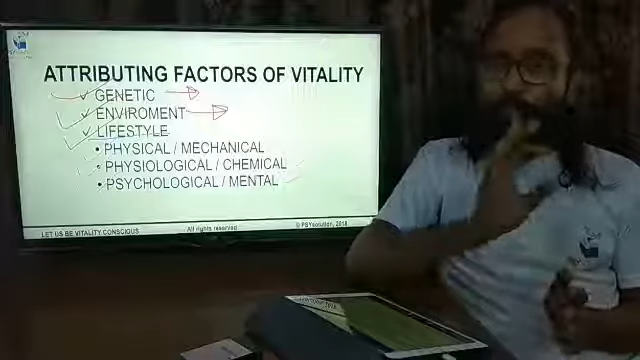 ATTRIBUTING FACTORS OF VITALITY
✓ GENETIC
✓ ENVIROMENT
✓ LIFESTYLE
• PHYSICAL / MECHANICAL
• PHYSIOLOGICAL / CHEMICAL
• PSYCHOLOGICAL / MENTAL
LET US BE VITALITY CONSCIOUS All rights reserved © PSYsolution, 2018